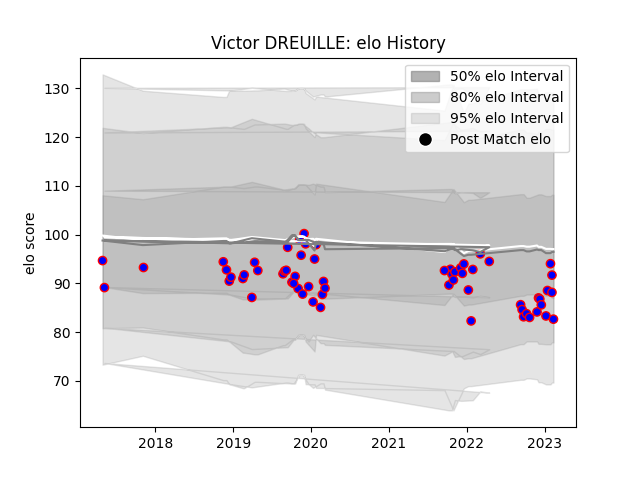 Victor DREUILLE: elo History
50% elo Interval
80% elo Interval
95% elo Interval
Post Match elo
elo score
130
120
110
100
90
80
70
2018 2019 2020 2021 2022 2023